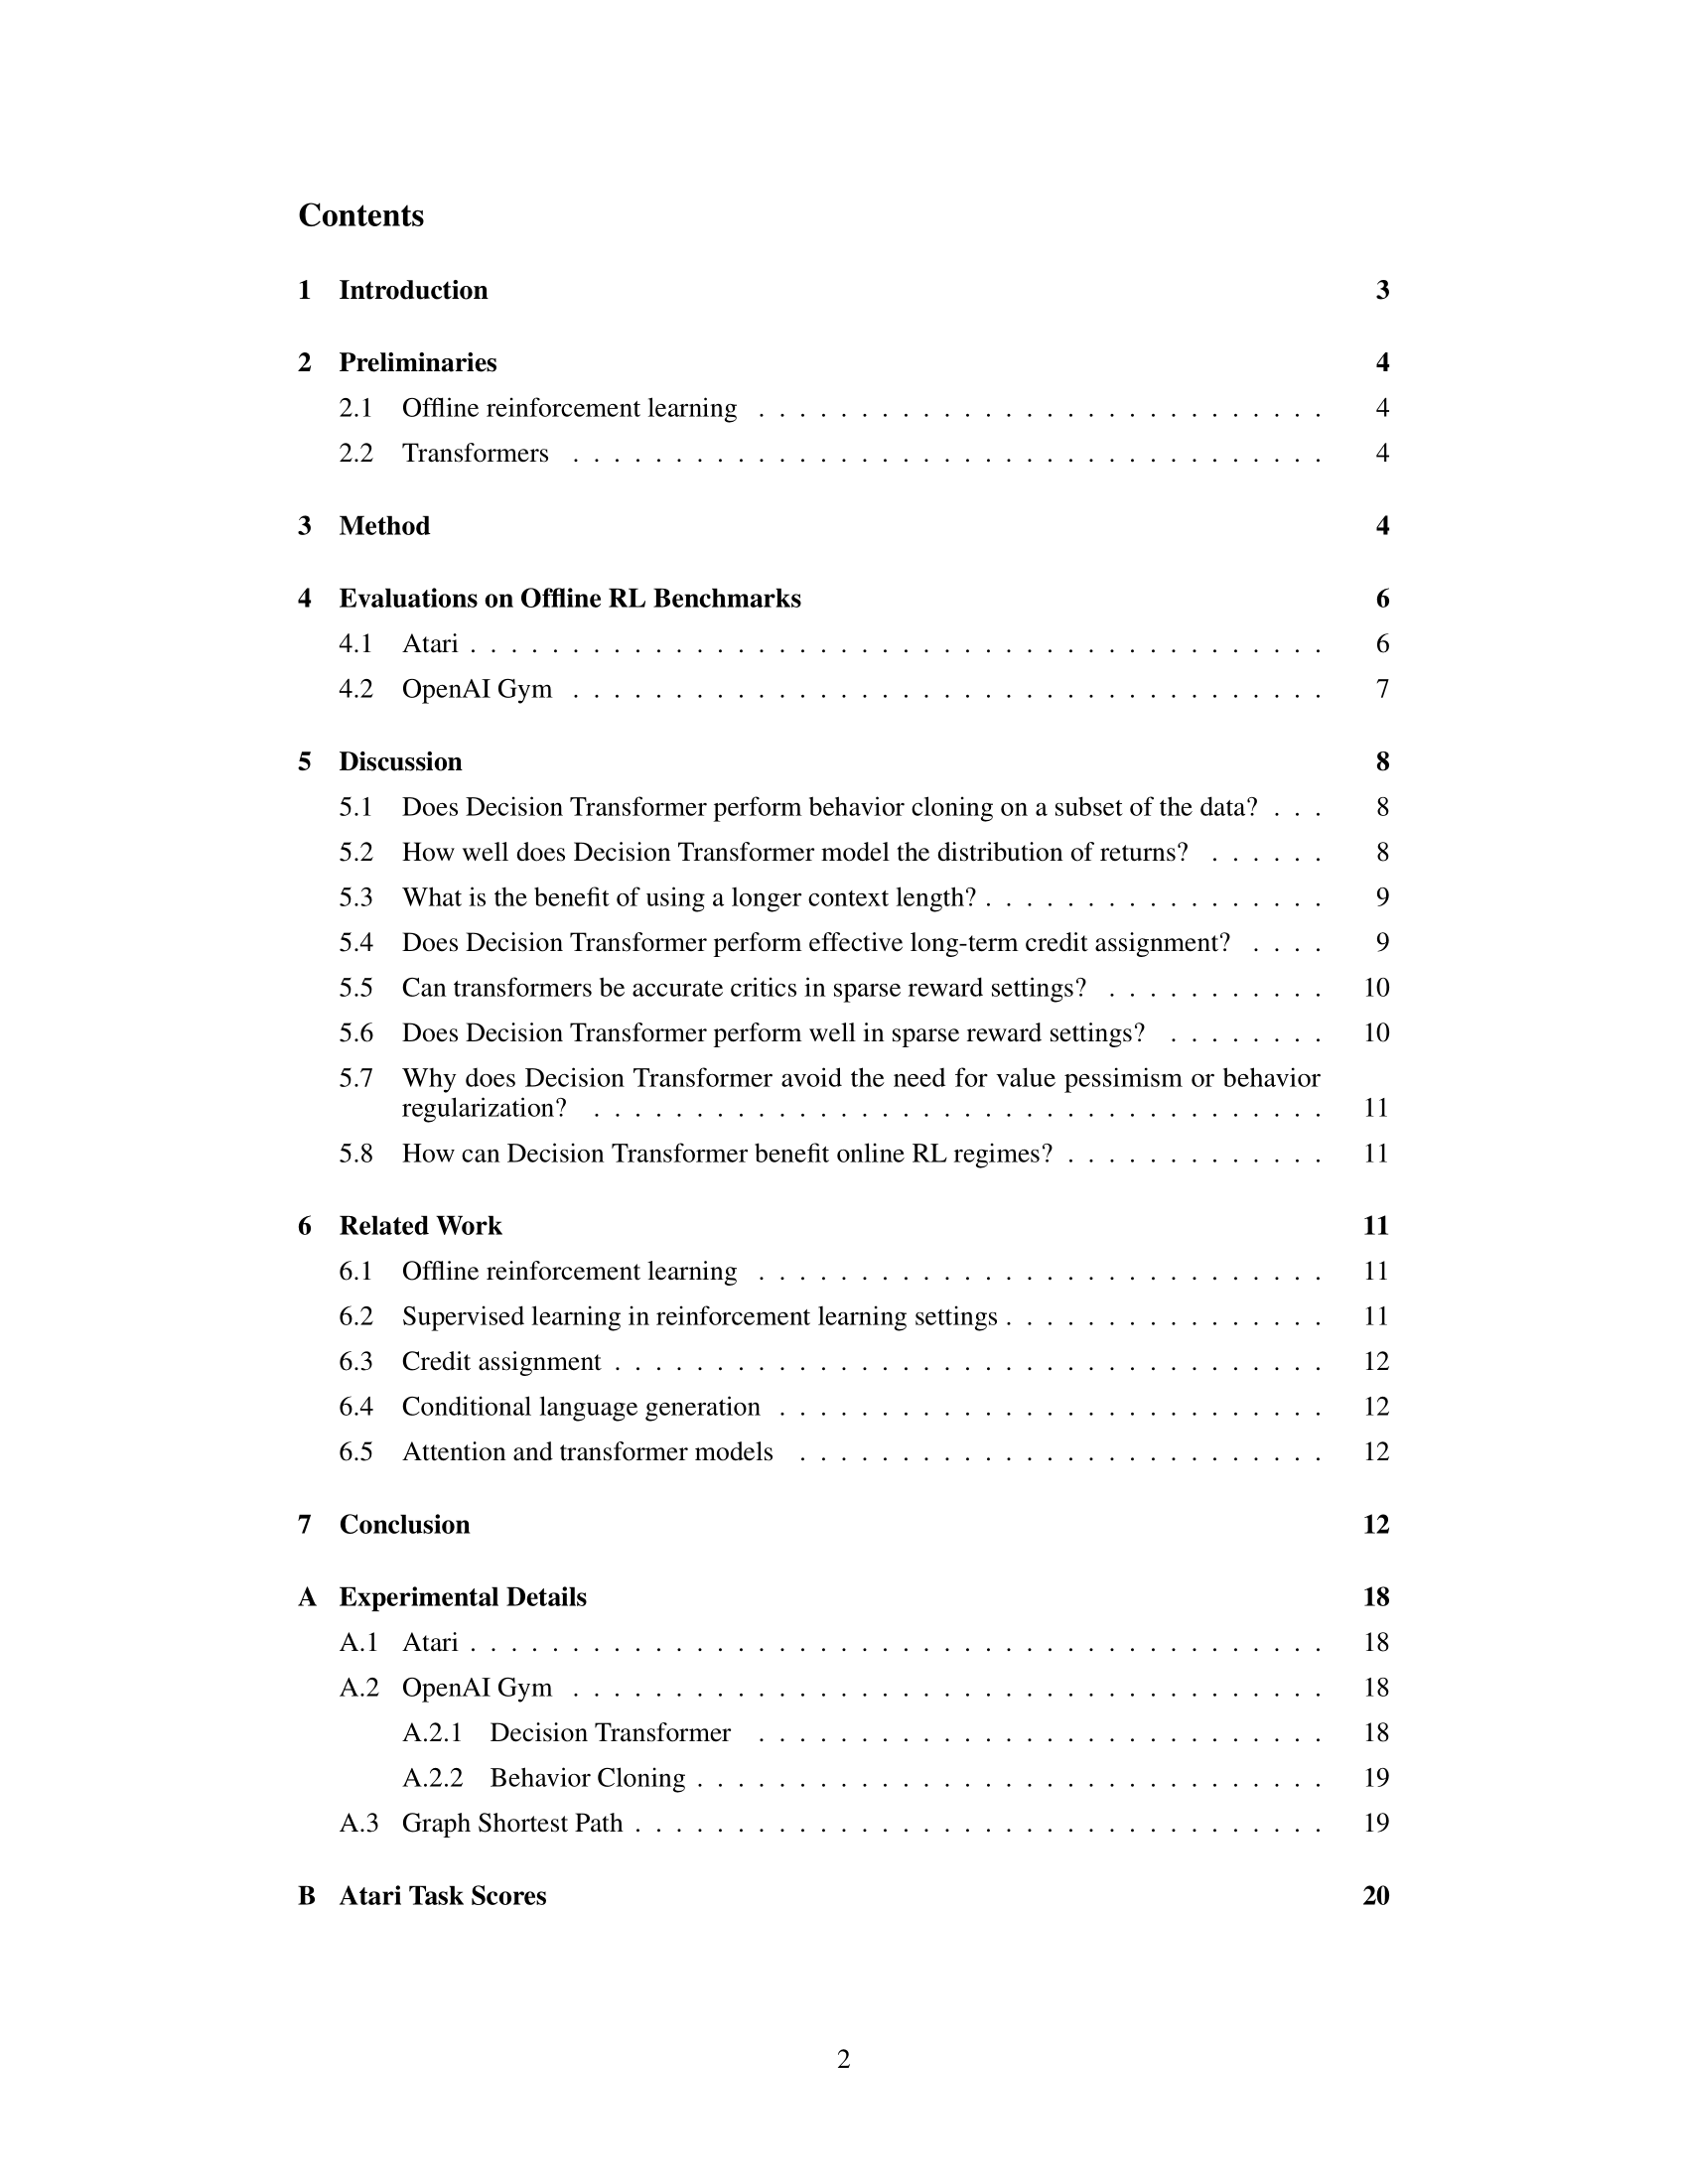 Contents
1 Introduction 3
2 Preliminaries 4
2.1 Offline reinforcement learning . . . . . . . . . . . . . . . . . . . . . . . . . . . . 4
2.2 Transformers . . . . . . . . . . . . . . . . . . . . . . . . . . . . . . . . . . . . . 4
3 Method 4
4 Evaluations on Offline RL Benchmarks 6
4.1 Atari . . . . . . . . . . . . . . . . . . . . . . . . . . . . . . . . . . . . . . . . . . 6
4.2 OpenAI Gym . . . . . . . . . . . . . . . . . . . . . . . . . . . . . . . . . . . . . 7
5 Discussion 8
5.1 Does Decision Transformer perform behavior cloning on a subset of the data? . . . 8
5.2 How well does Decision Transformer model the distribution of returns? . . . . . . 8
5.3 What is the benefit of using a longer context length? . . . . . . . . . . . . . . . . . 9
5.4 Does Decision Transformer perform effective long-term credit assignment? . . . . 9
5.5 Can transformers be accurate critics in sparse reward settings? . . . . . . . . . . . 10
5.6 Does Decision Transformer perform well in sparse reward settings? . . . . . . . . 10
5.7 Why does Decision Transformer avoid the need for value pessimism or behavior
regularization? . . . . . . . . . . . . . . . . . . . . . . . . . . . . . . . . . . . . 11
5.8 How can Decision Transformer benefit online RL regimes? . . . . . . . . . . . . . 11
6 Related Work 11
6.1 Offline reinforcement learning . . . . . . . . . . . . . . . . . . . . . . . . . . . . 11
6.2 Supervised learning in reinforcement learning settings . . . . . . . . . . . . . . . . 11
6.3 Credit assignment . . . . . . . . . . . . . . . . . . . . . . . . . . . . . . . . . . . 12
6.4 Conditional language generation . . . . . . . . . . . . . . . . . . . . . . . . . . . 12
6.5 Attention and transformer models . . . . . . . . . . . . . . . . . . . . . . . . . . 12
7 Conclusion 12
A Experimental Details 18
A.1 Atari . . . . . . . . . . . . . . . . . . . . . . . . . . . . . . . . . . . . . . . . . . 18
A.2 OpenAI Gym . . . . . . . . . . . . . . . . . . . . . . . . . . . . . . . . . . . . . 18
A.2.1 Decision Transformer . . . . . . . . . . . . . . . . . . . . . . . . . . . . 18
A.2.2 Behavior Cloning . . . . . . . . . . . . . . . . . . . . . . . . . . . . . . . 19
A.3 Graph Shortest Path . . . . . . . . . . . . . . . . . . . . . . . . . . . . . . . . . . 19
B Atari Task Scores 20
2